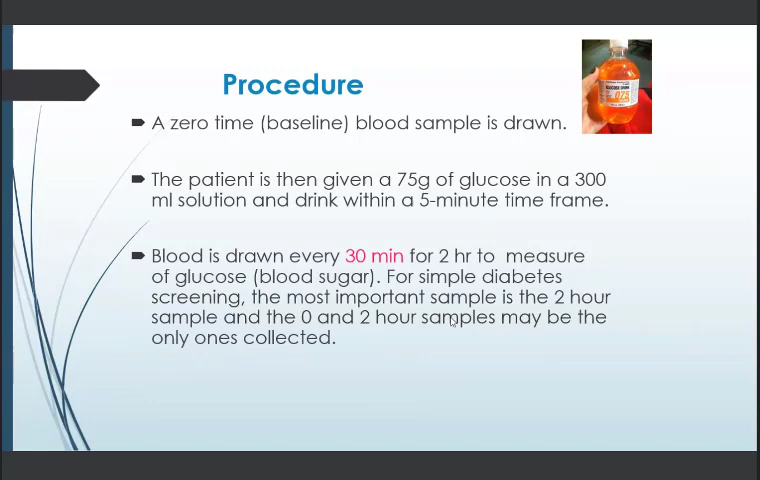 Procedure
A zero time (baseline) blood sample is drawn.
The patient is then given a 75g of glucose in a 300
ml solution and drink within a 5-minute time frame.
Blood is drawn every 30 min for 2 hr to measure
of glucose (blood sugar). For simple diabetes
screening, the most important sample is the 2 hour
sample and the 0 and 2 hour samples may be the
only ones collected.
GLUCOSE DRINK